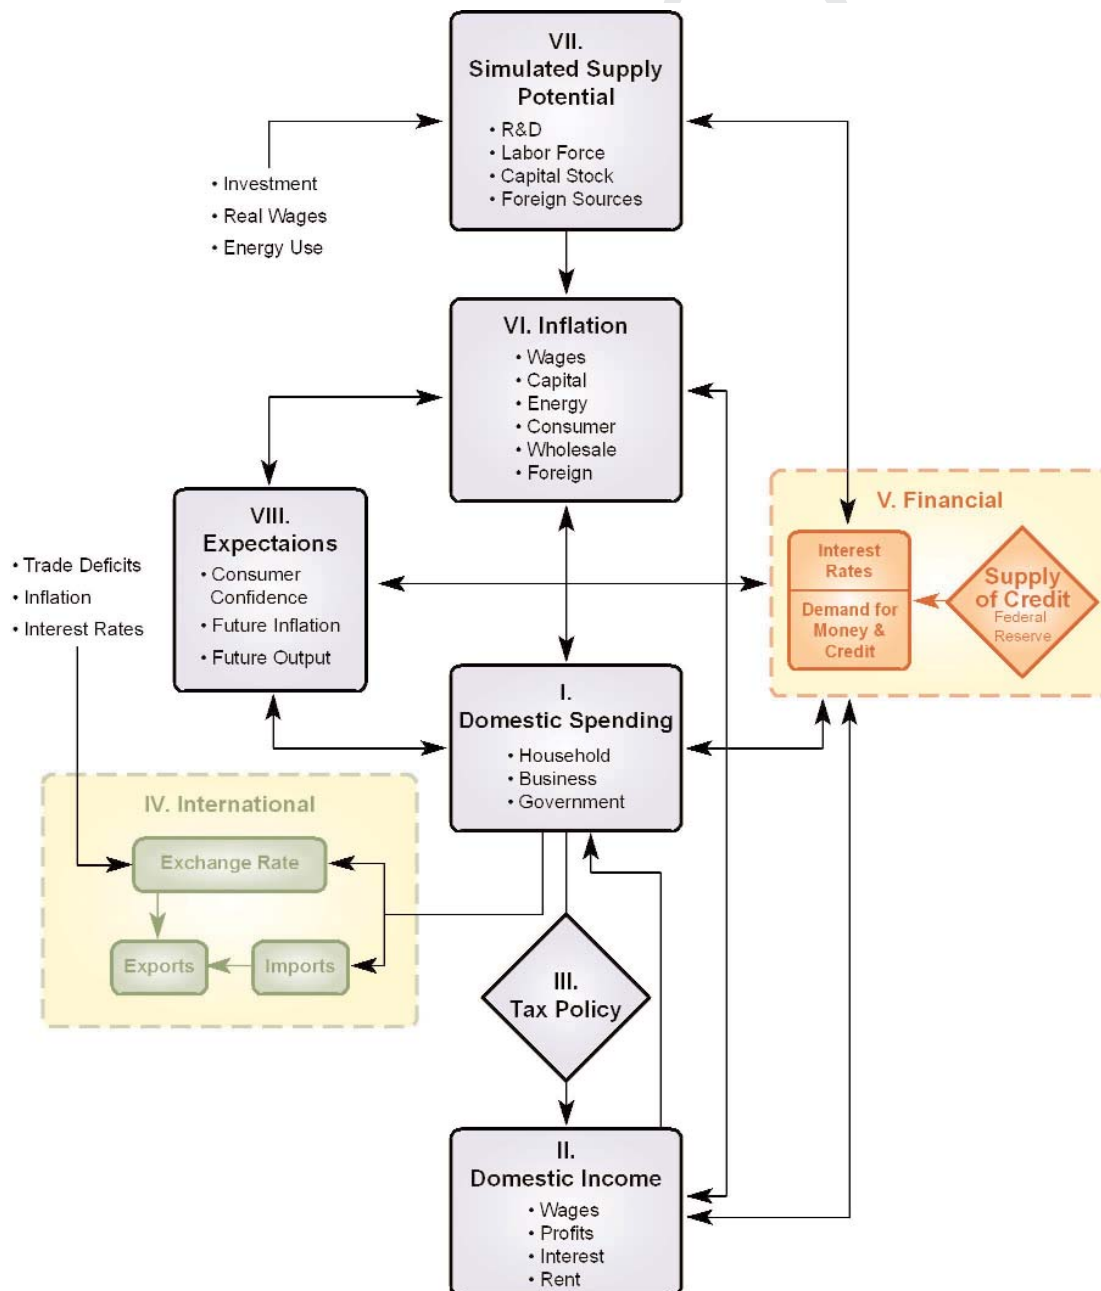 VII.
Simulated Supply
Potential
• R&D
• Labor Force
• Capital Stock
• Foreign Sources
• Investment
• Real Wages
• Energy Use
VI. Inflation
• Wages
• Capital
• Energy
• Consumer
• Wholesale
• Foreign
VIII.
Expectaions
• Consumer
Confidence
• Future Inflation
• Future Output
V. Financial
Interest
Rates
Demand for
Money &
Credit
Supply
of Credit
Federal
Reserve
• Trade Deficits
• Inflation
• Interest Rates
I.
Domestic Spending
• Household
• Business
• Government
IV. International
Exchange Rate
Exports
Imports
III.
Tax Policy
II.
Domestic Income
• Wages
• Profits
• Interest
• Rent